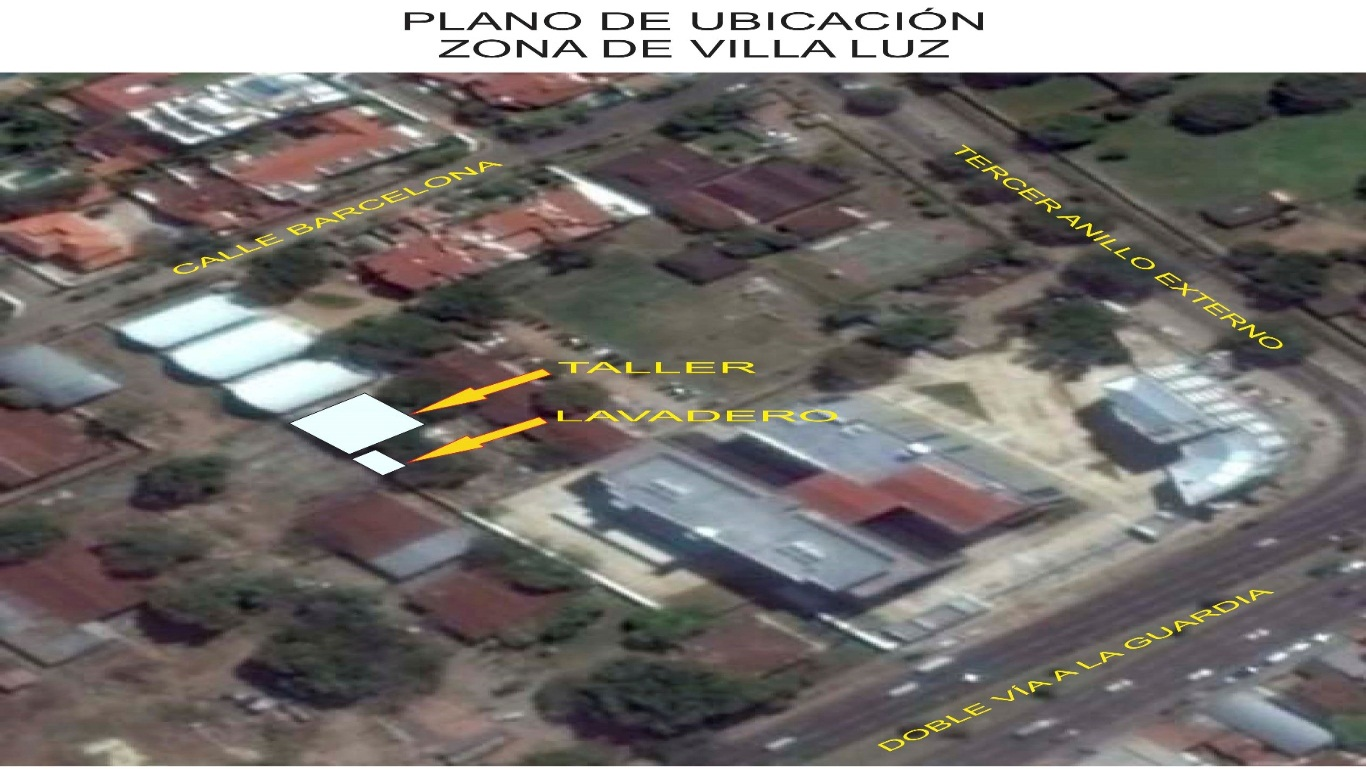 PLANO DE UBICACIÓN
ZONA DE VILLA LUZ
CALLE BARCELONA
TERCER ANILLO EXTERNO
TALLER
LAVADERO
DOBLE VÍA A LA GUARDIA